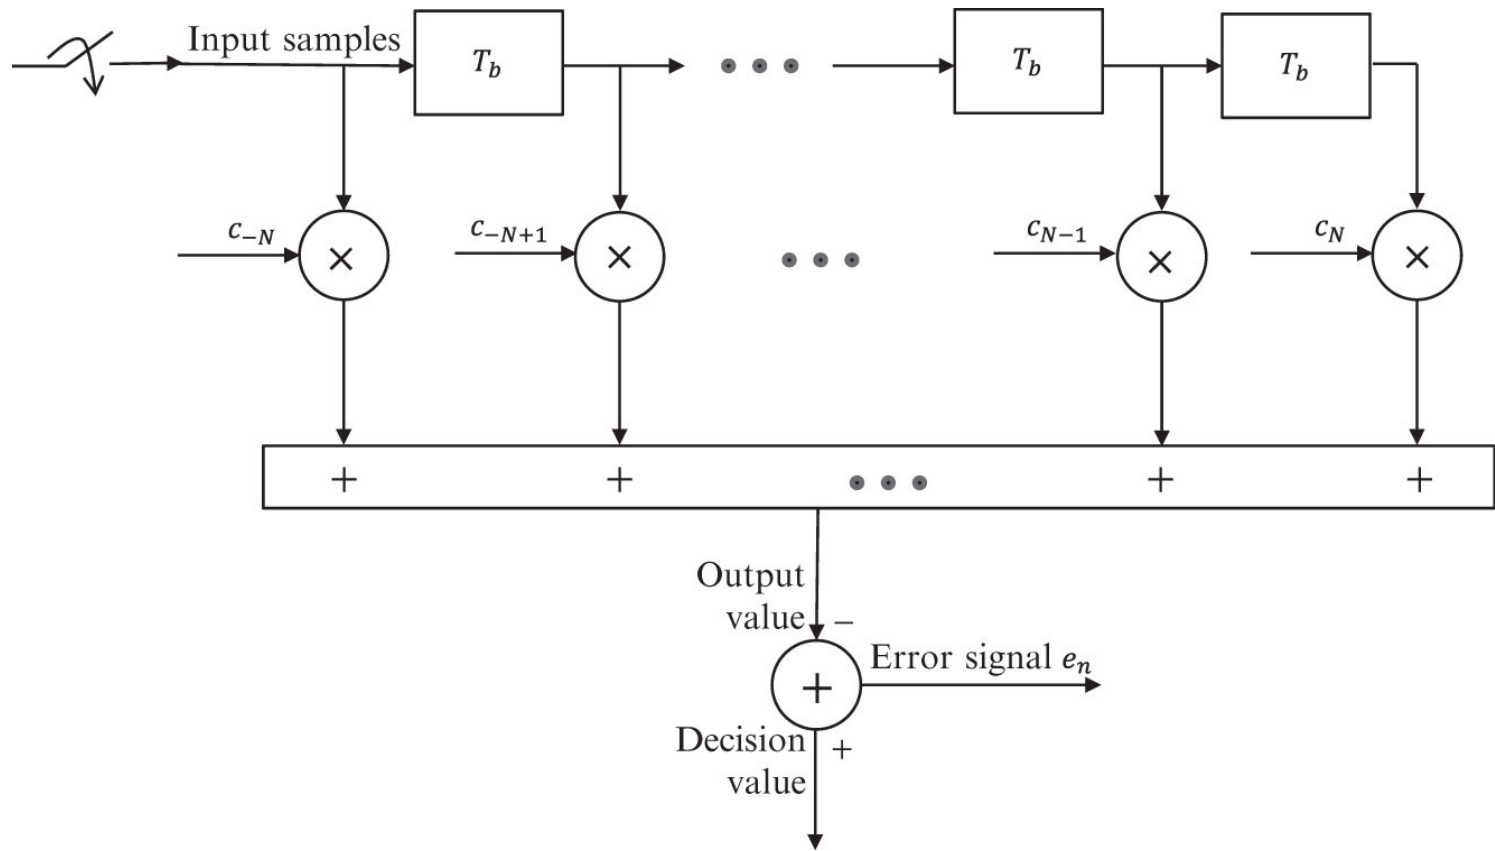 Input samples
T_b
T_b
T_b
c_{-N}
×
c_{-N+1}
×
c_{N-1}
×
c_N
×
+ + + +
Output
value
−
+
Error signal e_n
Decision
value
+